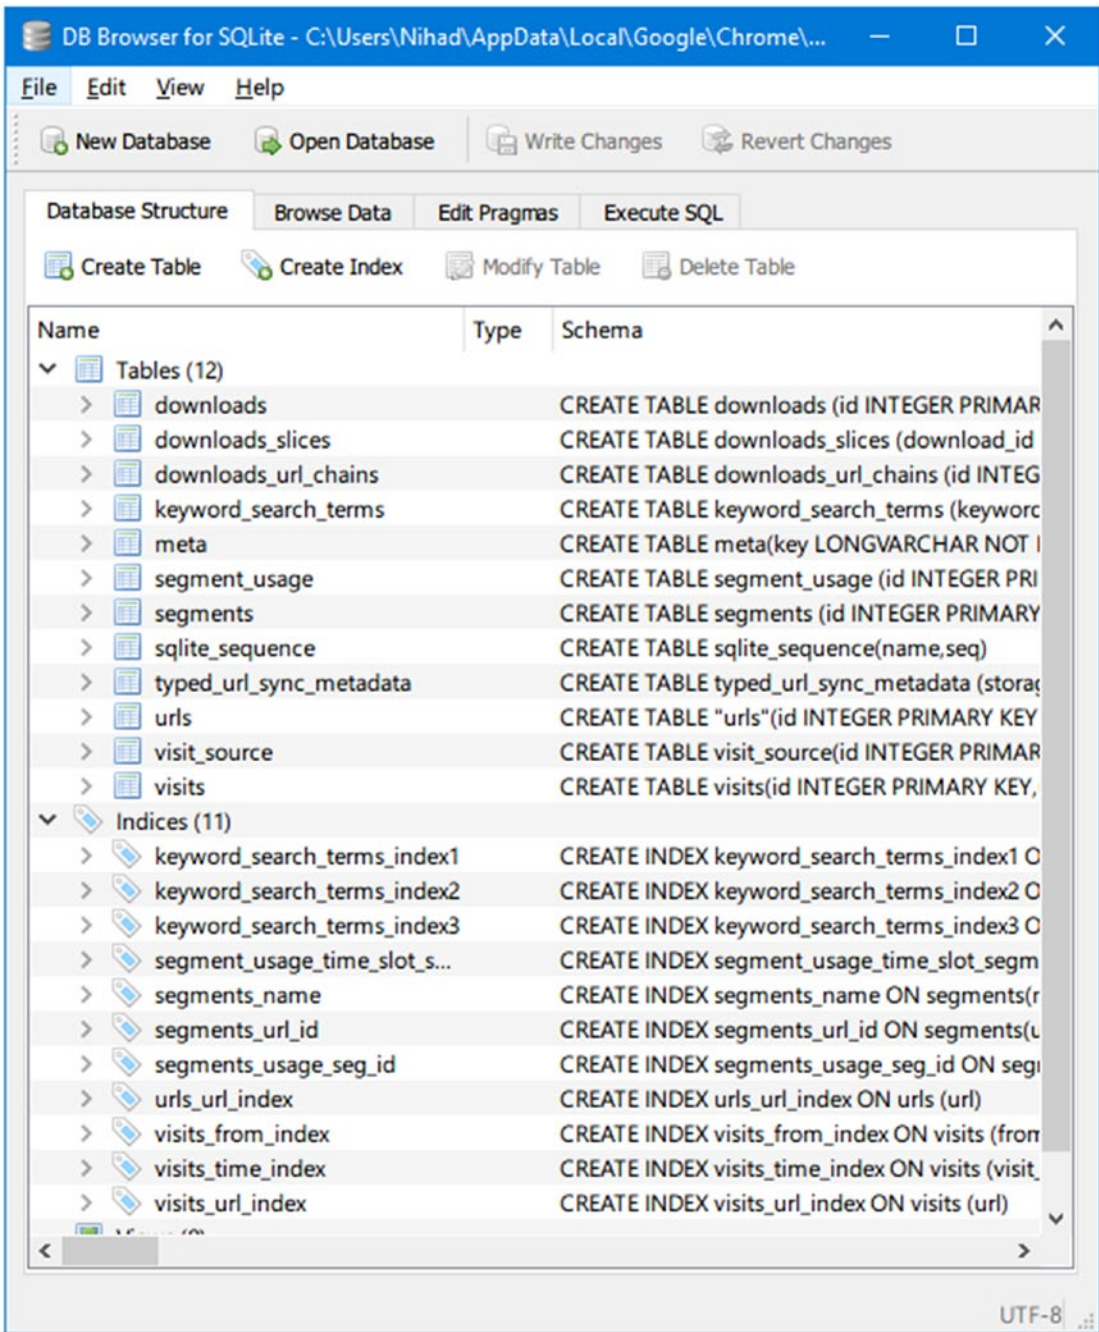 DB Browser for SQLite - C:\Users\Nihad\AppData\Local\Google\Chrome\...
File Edit View Help
New Database Open Database Write Changes Revert Changes
Database Structure Browse Data Edit Pragmas Execute SQL
Create Table Create Index Modify Table Delete Table
Name Type Schema
Tables (12)
downloads CREATE TABLE downloads (id INTEGER PRIMAR
downloads_slices CREATE TABLE downloads_slices (download_id
downloads_url_chains CREATE TABLE downloads_url_chains (id INTEG
keyword_search_terms CREATE TABLE keyword_search_terms (keyword
meta CREATE TABLE meta(key LONGVARCHAR NOT
segment_usage CREATE TABLE segment_usage (id INTEGER PRI
segments CREATE TABLE segments (id INTEGER PRIMARY
sqlite_sequence CREATE TABLE sqlite_sequence(name,seq)
typed_url_sync_metadata CREATE TABLE typed_url_sync_metadata (storag
urls CREATE TABLE "urls"(id INTEGER PRIMARY KEY
visit_source CREATE TABLE visit_source(id INTEGER PRIMAR
visits CREATE TABLE visits(id INTEGER PRIMARY KEY,
Indices (11)
keyword_search_terms_index1 CREATE INDEX keyword_search_terms_index1 O
keyword_search_terms_index2 CREATE INDEX keyword_search_terms_index2 O
keyword_search_terms_index3 CREATE INDEX keyword_search_terms_index3 O
segment_usage_time_slot_s... CREATE INDEX segment_usage_time_slot_segm
segments_name CREATE INDEX segments_name ON segments(
segments_url_id CREATE INDEX segments_url_id ON segments(u
segments_usage_seg_id CREATE INDEX segments_usage_seg_id ON seg
urls_url_index CREATE INDEX urls_url_index ON urls (url)
visits_from_index CREATE INDEX visits_from_index ON visits (from
visits_time_index CREATE INDEX visits_time_index ON visits (visit_
visits_url_index CREATE INDEX visits_url_index ON visits (url)
UTF-8